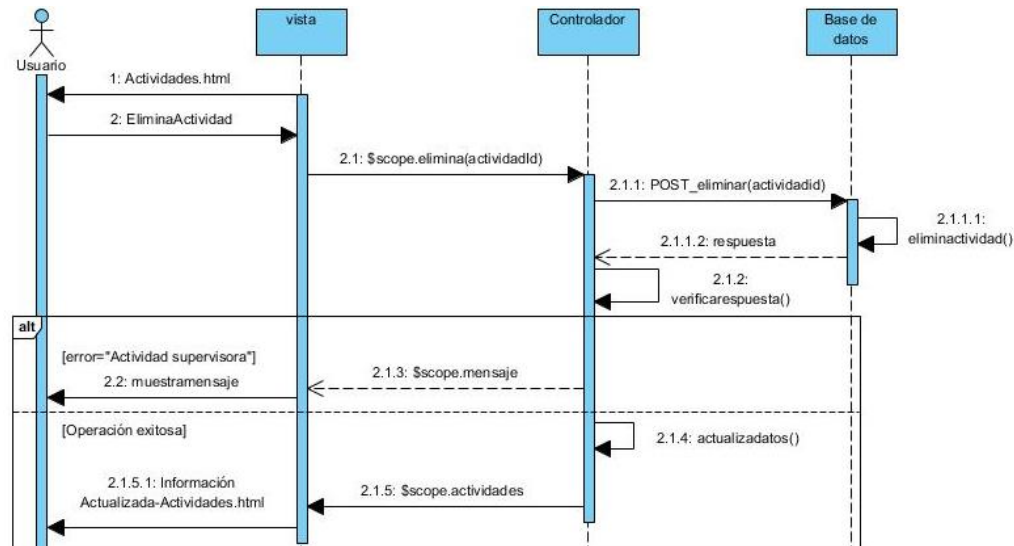 vista
Controlador
Base de
datos
Usuario
1: Actividades.html
2: EliminaActividad
2.1: $scope.elimina(actividadId)
2.1.1: POST_eliminar(actividadid)
2.1.1.1:
eliminactividad()
2.1.1.2: respuesta
2.1.2:
verificarespuesta()
alt
[error="Actividad supervisora"]
2.2: muestramensaje
2.1.3: $scope.mensaje
[Operación exitosa]
2.1.4: actualizadatos()
2.1.5.1: Información
Actualizada-Actividades.html
2.1.5: $scope.actividades